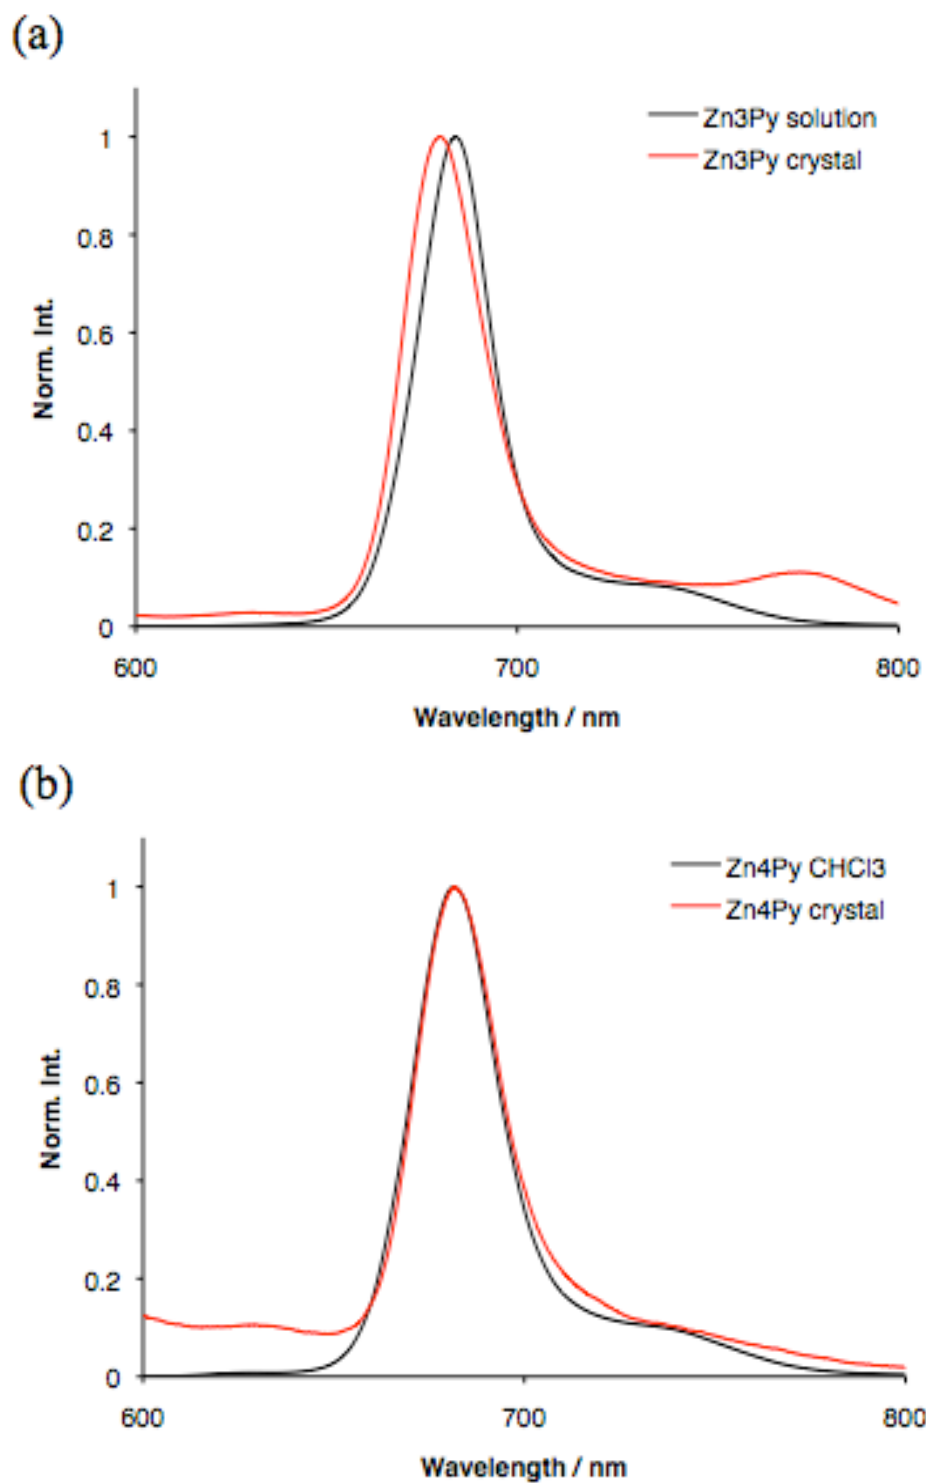 (a)
Zn3Py solution
Zn3Py crystal
1
0.8
0.6
0.4
0.2
0
Norm. Int.
600
700
800
Wavelength / nm
(b)
Zn4Py CHCl3
Zn4Py crystal
1
0.8
0.6
0.4
0.2
0
Norm. Int.
600
700
800
Wavelength / nm